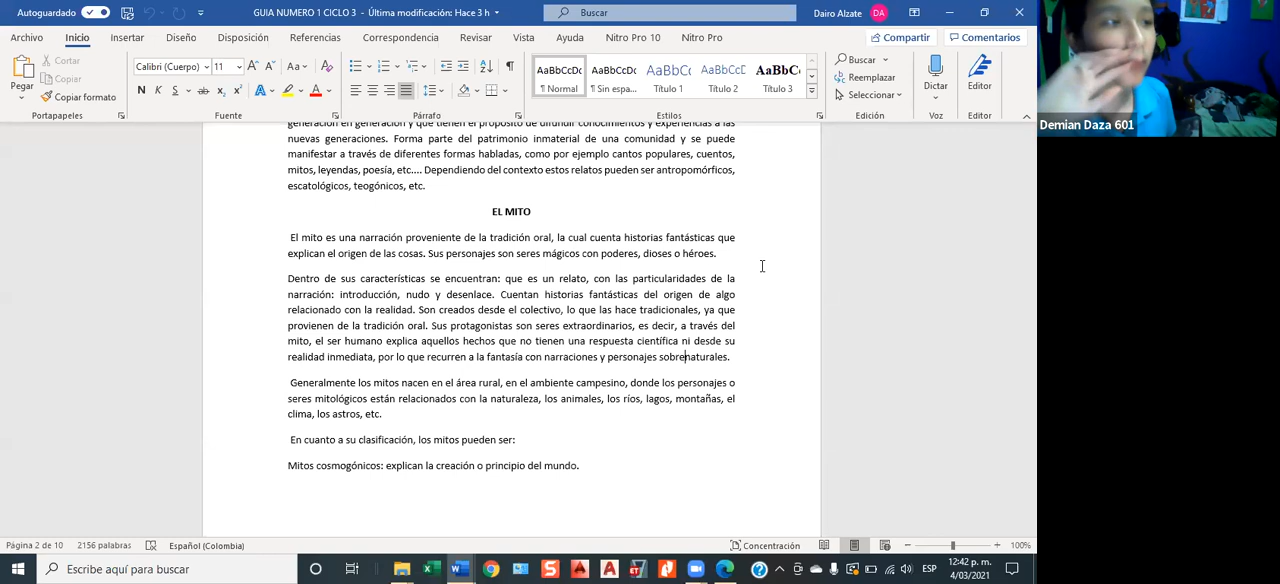 Autoguardado
GUIA NUMERO 1 CICLO 3 - Última modificación: Hace 3 h
Buscar
Dairo Alzate
DA
Archivo Inicio Insertar Diseño Disposición Referencias Correspondencia Revisar Vista Ayuda Nitro Pro 10 Nitro Pro
Compartir
Comentarios
Pegar
Cortar
Copiar
Copiar formato
Portapapeles
Calibri (Cuerpo) 11
Fuente
Párrafo
AaBbCcDc AaBbCcDc AaBbCc AaBbCcD AaBbC
¶ Normal ¶ Sin espa... Título 1 Título 2 Título 3
Estilos
Buscar
Reemplazar
Seleccionar
Edición
Dictar
Voz
Editor
Editor
Demian Daza 601
generación en generación y que tienen el propósito de difundir conocimientos y experiencias a las
nuevas generaciones. Forma parte del patrimonio inmaterial de una comunidad y se puede
manifestar a través de diferentes formas habladas, como por ejemplo cantos populares, cuentos,
mitos, leyendas, poesía, etc.... Dependiendo del contexto estos relatos pueden ser antropomórficos,
escatológicos, teogónicos, etc.
EL MITO
El mito es una narración proveniente de la tradición oral, la cual cuenta historias fantásticas que
explican el origen de las cosas. Sus personajes son seres mágicos con poderes, dioses o héroes.
Dentro de sus características se encuentran: que es un relato, con las particularidades de la
narración: introducción, nudo y desenlace. Cuentan historias fantásticas del origen de algo
relacionado con la realidad. Son creados desde el colectivo, lo que las hace tradicionales, ya que
provienen de la tradición oral. Sus protagonistas son seres extraordinarios, es decir, a través del
mito, el ser humano explica aquellos hechos que no tienen una respuesta científica ni desde su
realidad inmediata, por lo que recurren a la fantasía con narraciones y personajes sobrenaturales.
Generalmente los mitos nacen en el área rural, en el ambiente campesino, donde los personajes o
seres mitológicos están relacionados con la naturaleza, los animales, los ríos, lagos, montañas, el
clima, los astros, etc.
En cuanto a su clasificación, los mitos pueden ser:
Mitos cosmogónicos: explican la creación o principio del mundo.
Página 2 de 10 2156 palabras Español (Colombia)
Concentración
100%
Escribe aquí para buscar
ESP
12:42 p. m.
4/03/2021